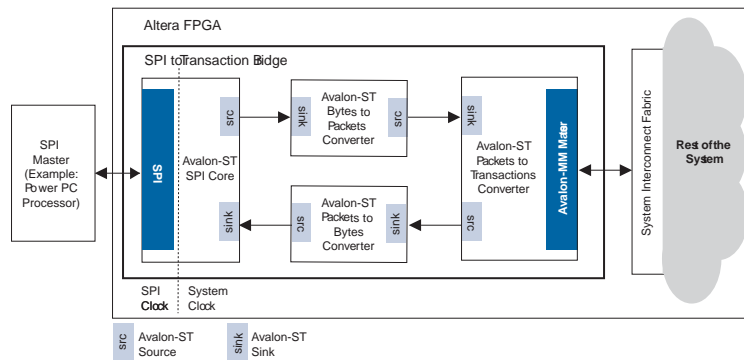 Altera FPGA
SPI toTransaction Bidge
SPI
Master
(Example:
Power PC
Processor)
SPI
Avalon-ST
SPI Core
src
sink
sink
Avalon-ST
Bytes to
Packets
Converter
src
src
Avalon-ST
Packets to
Bytes
Converter
sink
sink
src
Avalon-ST
Packets to
Transactions
Converter
Avalon-MM Master
System Interconnect Fabric
Rest of the
System
SPI
Clock
System
Clock
src
Avalon-ST
Source
sink
Avalon-ST
Sink